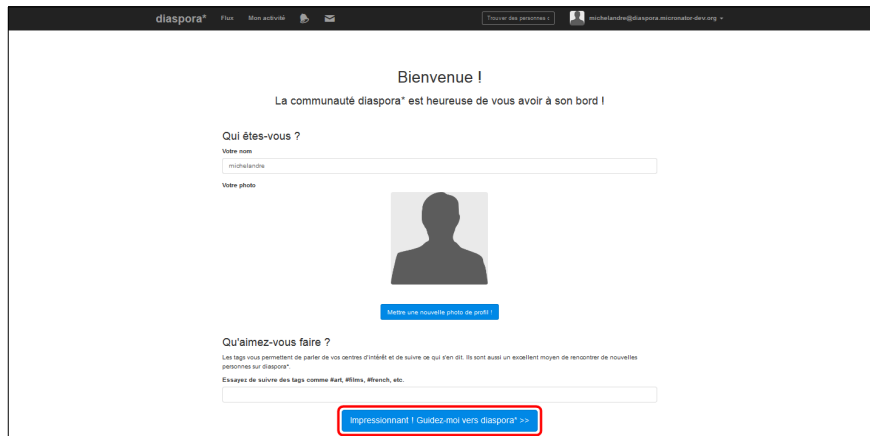 diaspora* Flux Mon activité Trouver des personnes michelandre@diaspora.micronator-dev.org
Bienvenue !
La communauté diaspora* est heureuse de vous avoir à son bord !
Qui êtes-vous ?
Votre nom
michelandre
Votre photo
Mettre une nouvelle photo de profil !
Qu'aimez-vous faire ?
Les tags vous permettent de parler de vos centres d'intérêt et de suivre ce qui s'en dit. Ils sont aussi un excellent moyen de rencontrer de nouvelles
personnes sur diaspora*.
Essayez de suivre des tags comme #art, #films, #french, etc.
Impressionnant ! Guidez-moi vers diaspora* >>